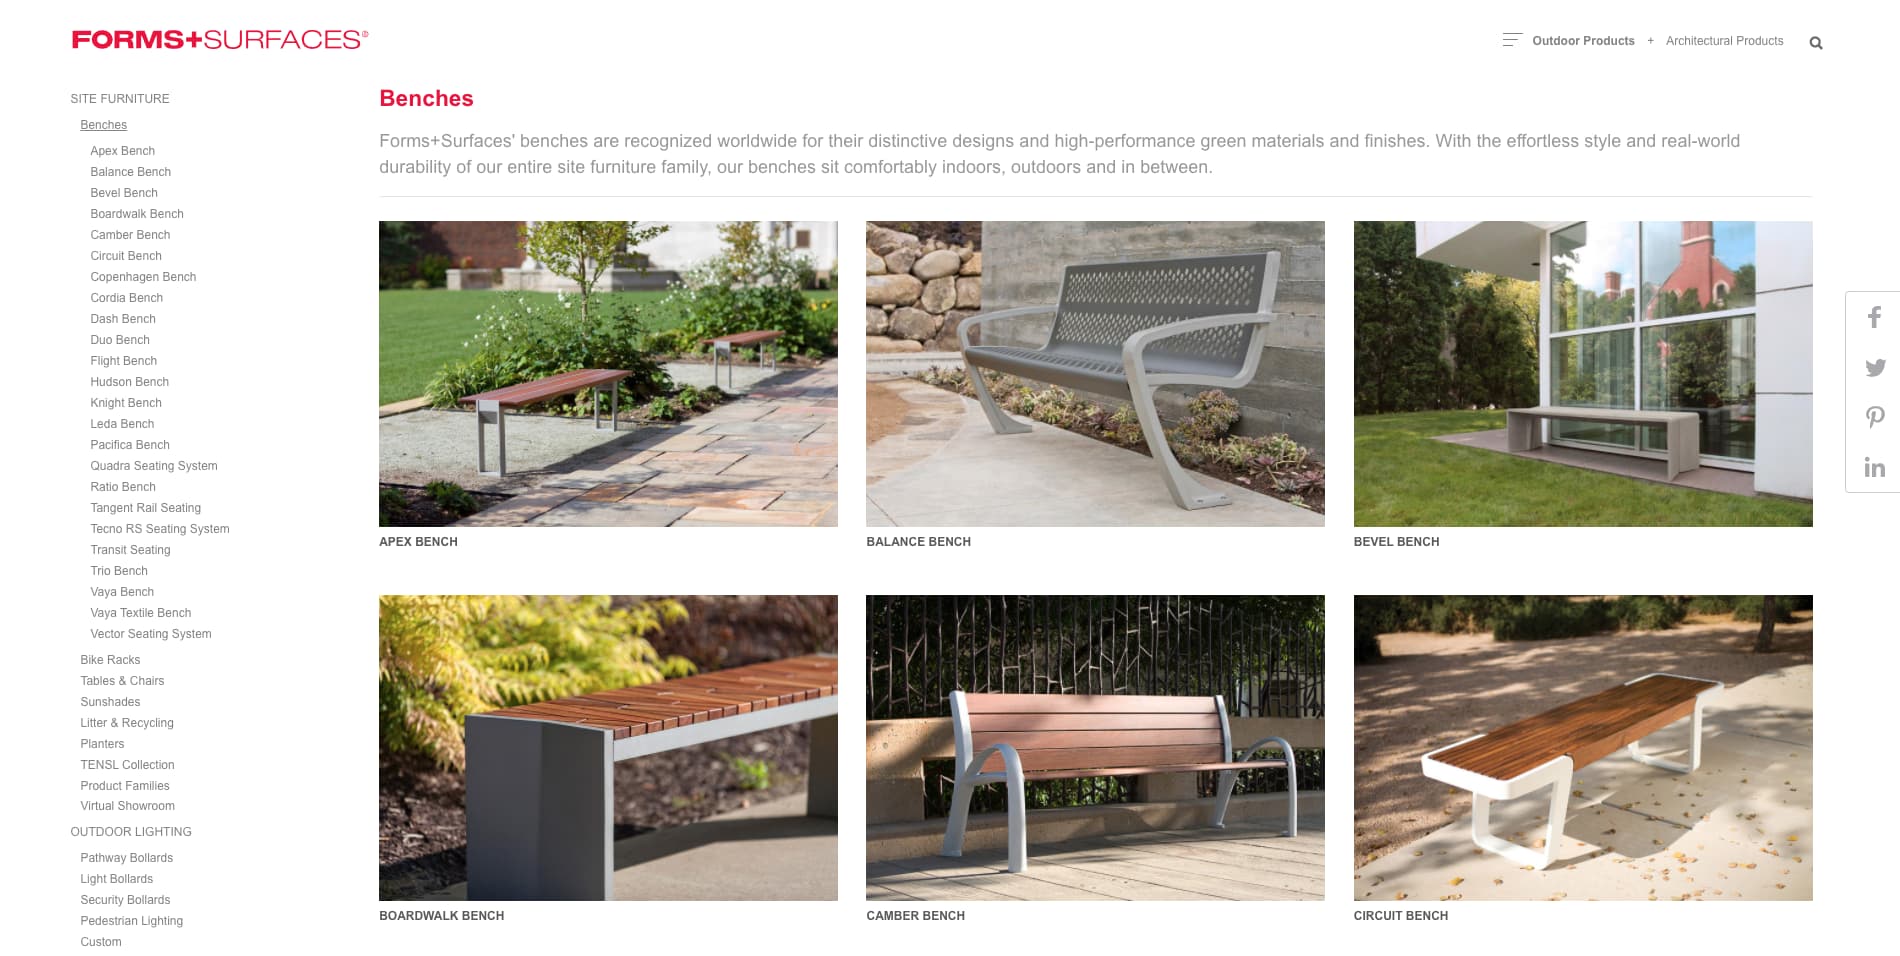 FORMS+SURFACES®
Outdoor Products + Architectural Products
SITE FURNITURE
Benches
Apex Bench
Balance Bench
Bevel Bench
Boardwalk Bench
Camber Bench
Circuit Bench
Copenhagen Bench
Cordia Bench
Dash Bench
Duo Bench
Flight Bench
Hudson Bench
Knight Bench
Leda Bench
Pacifica Bench
Quadra Seating System
Ratio Bench
Tangent Rail Seating
Tecno RS Seating System
Transit Seating
Trio Bench
Vaya Bench
Vaya Textile Bench
Vector Seating System
Bike Racks
Tables & Chairs
Sunshades
Litter & Recycling
Planters
TENSL Collection
Product Families
Virtual Showroom
OUTDOOR LIGHTING
Pathway Bollards
Light Bollards
Security Bollards
Pedestrian Lighting
Custom
Benches
Forms+Surfaces' benches are recognized worldwide for their distinctive designs and high-performance green materials and finishes. With the effortless style and real-world
durability of our entire site furniture family, our benches sit comfortably indoors, outdoors and in between.
APEX BENCH
BALANCE BENCH
BEVEL BENCH
BOARDWALK BENCH
CAMBER BENCH
CIRCUIT BENCH